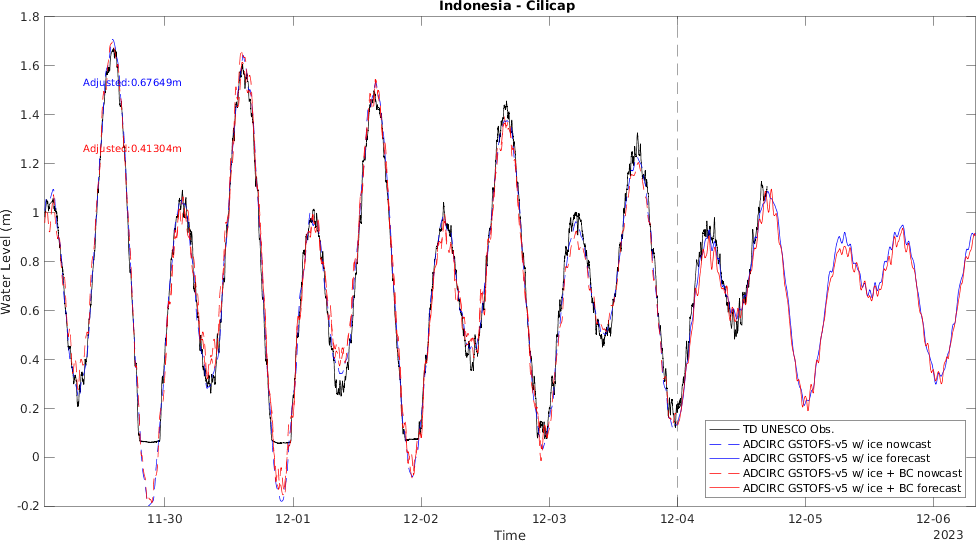 Indonesia - Cilicap
1.8
1.6
1.4
1.2
1
0.8
0.6
0.4
0.2
0
-0.2
Water Level (m)
Adjusted:0.67649m
Adjusted:0.41304m
TD UNESCO Obs.
ADCIRC GSTOFS-v5 w/ ice nowcast
ADCIRC GSTOFS-v5 w/ ice forecast
ADCIRC GSTOFS-v5 w/ ice + BC nowcast
ADCIRC GSTOFS-v5 w/ ice + BC forecast
11-30 12-01 12-02 12-03 12-04 12-05 12-06
Time 2023